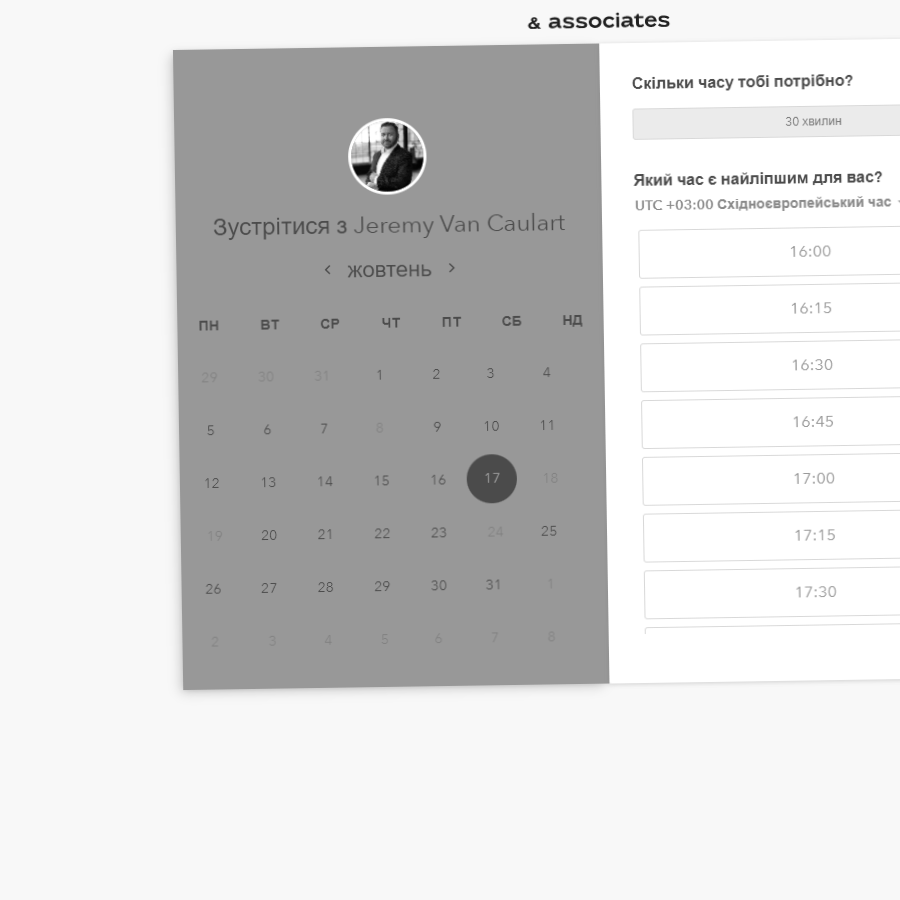 & associates
Зустрітися з Jeremy Van Caulart
жовтень
ПН ВТ СР ЧТ ПТ СБ НД
29 30 31 1 2 3 4
5 6 7 8 9 10 11
12 13 14 15 16 17 18
19 20 21 22 23 24 25
26 27 28 29 30 31 1
2 3 4 5 6 7 8
Скільки часу тобі потрібно?
30 хвилин
Який час є найліпшим для вас?
UTC +03:00 Східноєвропейський час
16:00
16:15
16:30
16:45
17:00
17:15
17:30